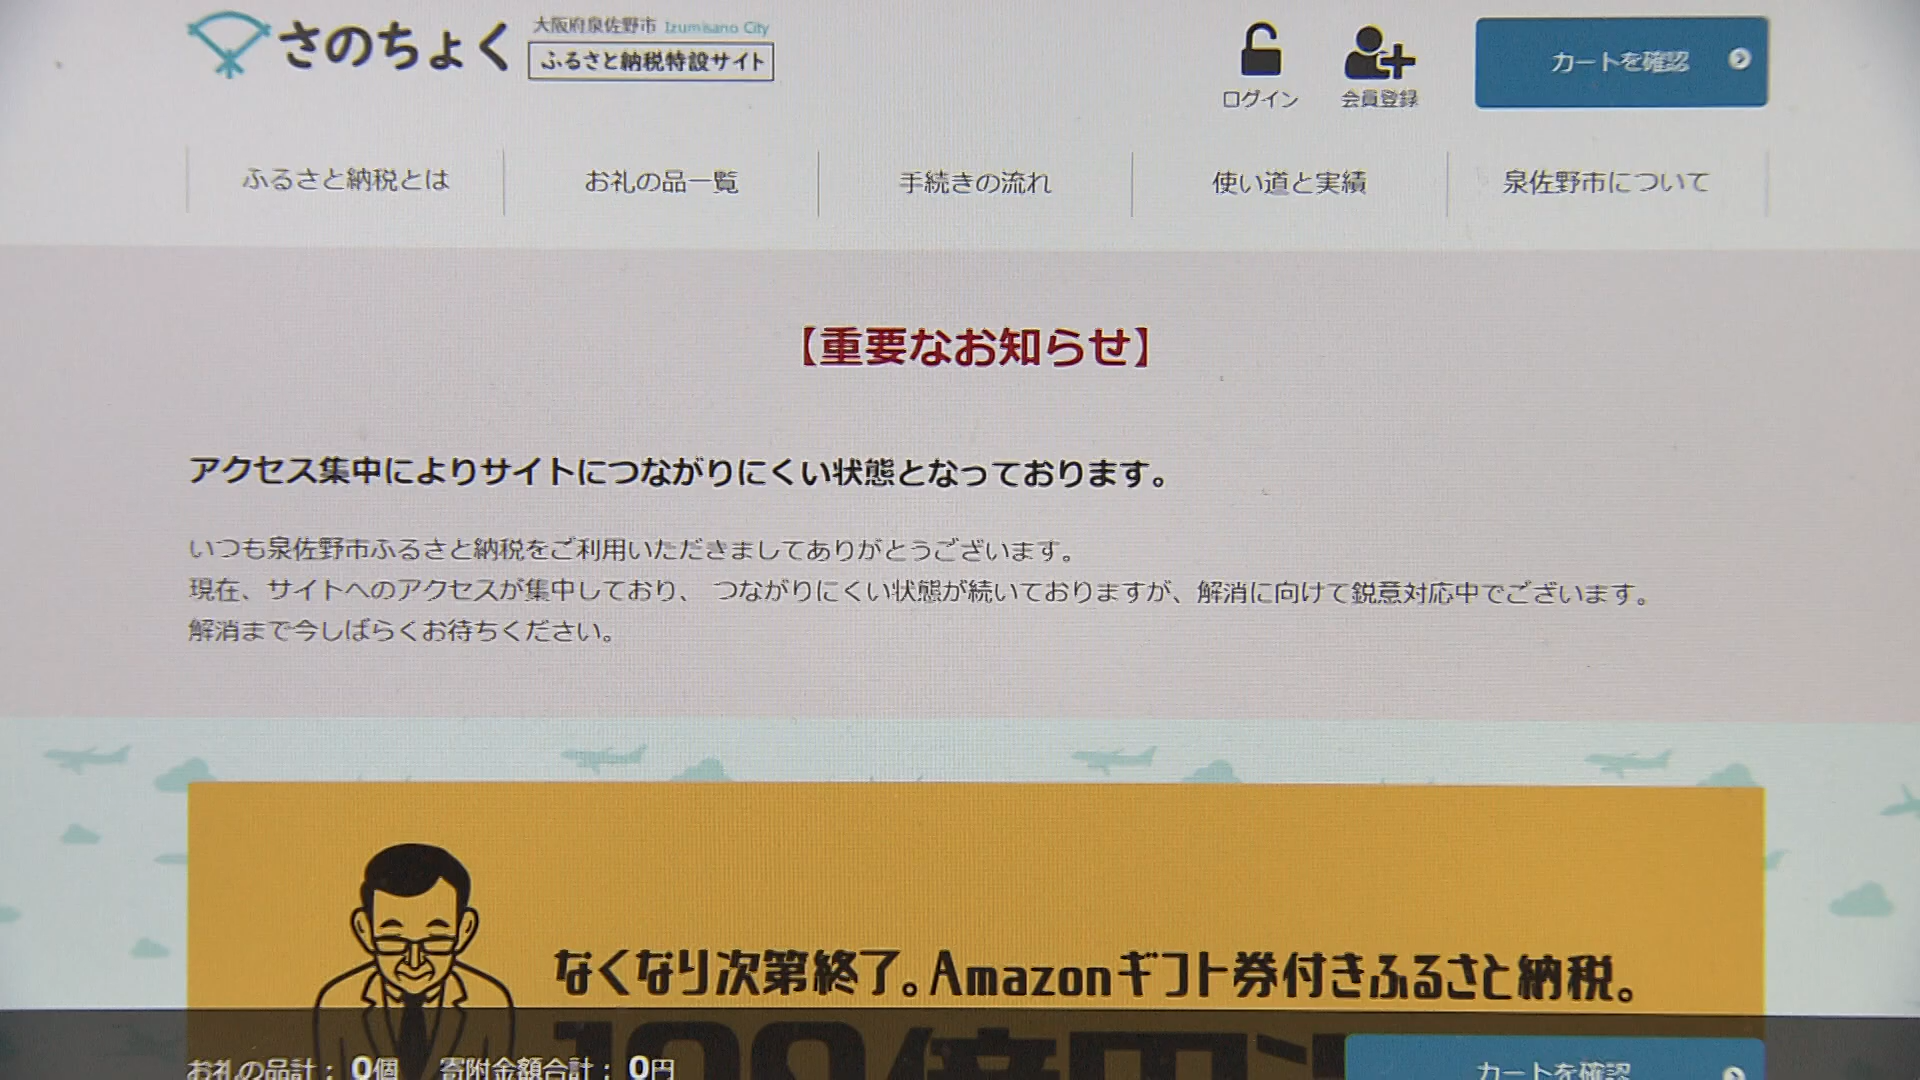 さのちょく
大阪府泉佐野市 Izumisano City
ふるさと納税特設サイト
ログイン
会員登録
カートを確認
ふるさと納税とは
お礼の品一覧
手続きの流れ
使い道と実績
泉佐野市について
【重要なお知らせ】
アクセス集中によりサイトにつながりにくい状態となっております。
いつも泉佐野市ふるさと納税をご利用いただきましてありがとうございます。
現在、サイトへのアクセスが集中しており、 つながりにくい状態が続いておりますが、解消に向けて鋭意対応中でございます。
解消まで今しばらくお待ちください。
なくなり次第終了。Amazonギフト券付きふるさと納税。
お礼の品計： 0個 寄附金額合計： 0円
カートを確認